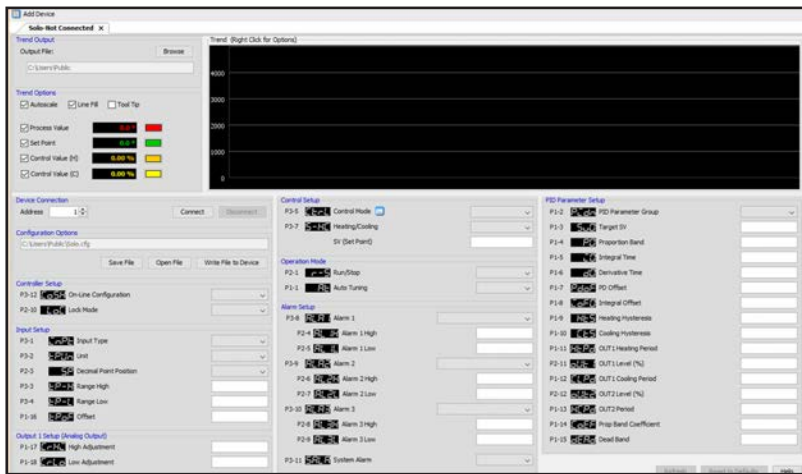 Add Device
Solo-Not Connected X
Trend Output
Output File:
Browse
C:\Users\Public
Trend Options
Autoscale
Line Fill
Tool Tip
Process Value
0.0 °
Set Point
0.0 °
Control Value (H)
0.00 %
Control Value (C)
0.00 %
Trend (Right Click for Options)
4000
3000
2000
1000
0
Device Connection
Address
1
Connect
Disconnect
Configuration Options
C:\Users\Public\Solo.cfg
Save File
Open File
Write File to Device
Controller Setup
P3-12 On-Line Configuration
P2-10 Lock Mode
Input Setup
P3-1 Input Type
P3-2 Unit
P2-3 Decimal Point Position
P3-3 Range High
P3-4 Range Low
P1-16 Offset
Output 1 Setup (Analog Output)
P1-17 High Adjustment
P1-18 Low Adjustment
Control Setup
P3-5 Control Mode
P3-7 Heating/Cooling
SV (Set Point)
Operation Mode
P2-1 Run/Stop
P1-1 Auto Tuning
Alarm Setup
P3-8 Alarm 1
P2-4 Alarm 1 High
P2-5 Alarm 1 Low
P3-9 Alarm 2
P2-6 Alarm 2 High
P2-7 Alarm 2 Low
P3-10 Alarm 3
P2-8 Alarm 3 High
P2-9 Alarm 3 Low
P3-11 System Alarm
PID Parameter Setup
P1-2 PID Parameter Group
P1-3 Target SV
P1-4 Proportion Band
P1-5 Integral Time
P1-6 Derivative Time
P1-7 PD Offset
P1-8 Integral Offset
P1-9 Heating Hysteresis
P1-10 Cooling Hysteresis
P1-11 OUT1 Heating Period
P2-11 OUT1 Level (%)
P1-12 OUT1 Cooling Period
P2-12 OUT2 Level (%)
P1-13 OUT2 Period
P1-14 Prop Band Coefficient
P1-15 Dead Band
Refresh
Reset to Defaults
Help